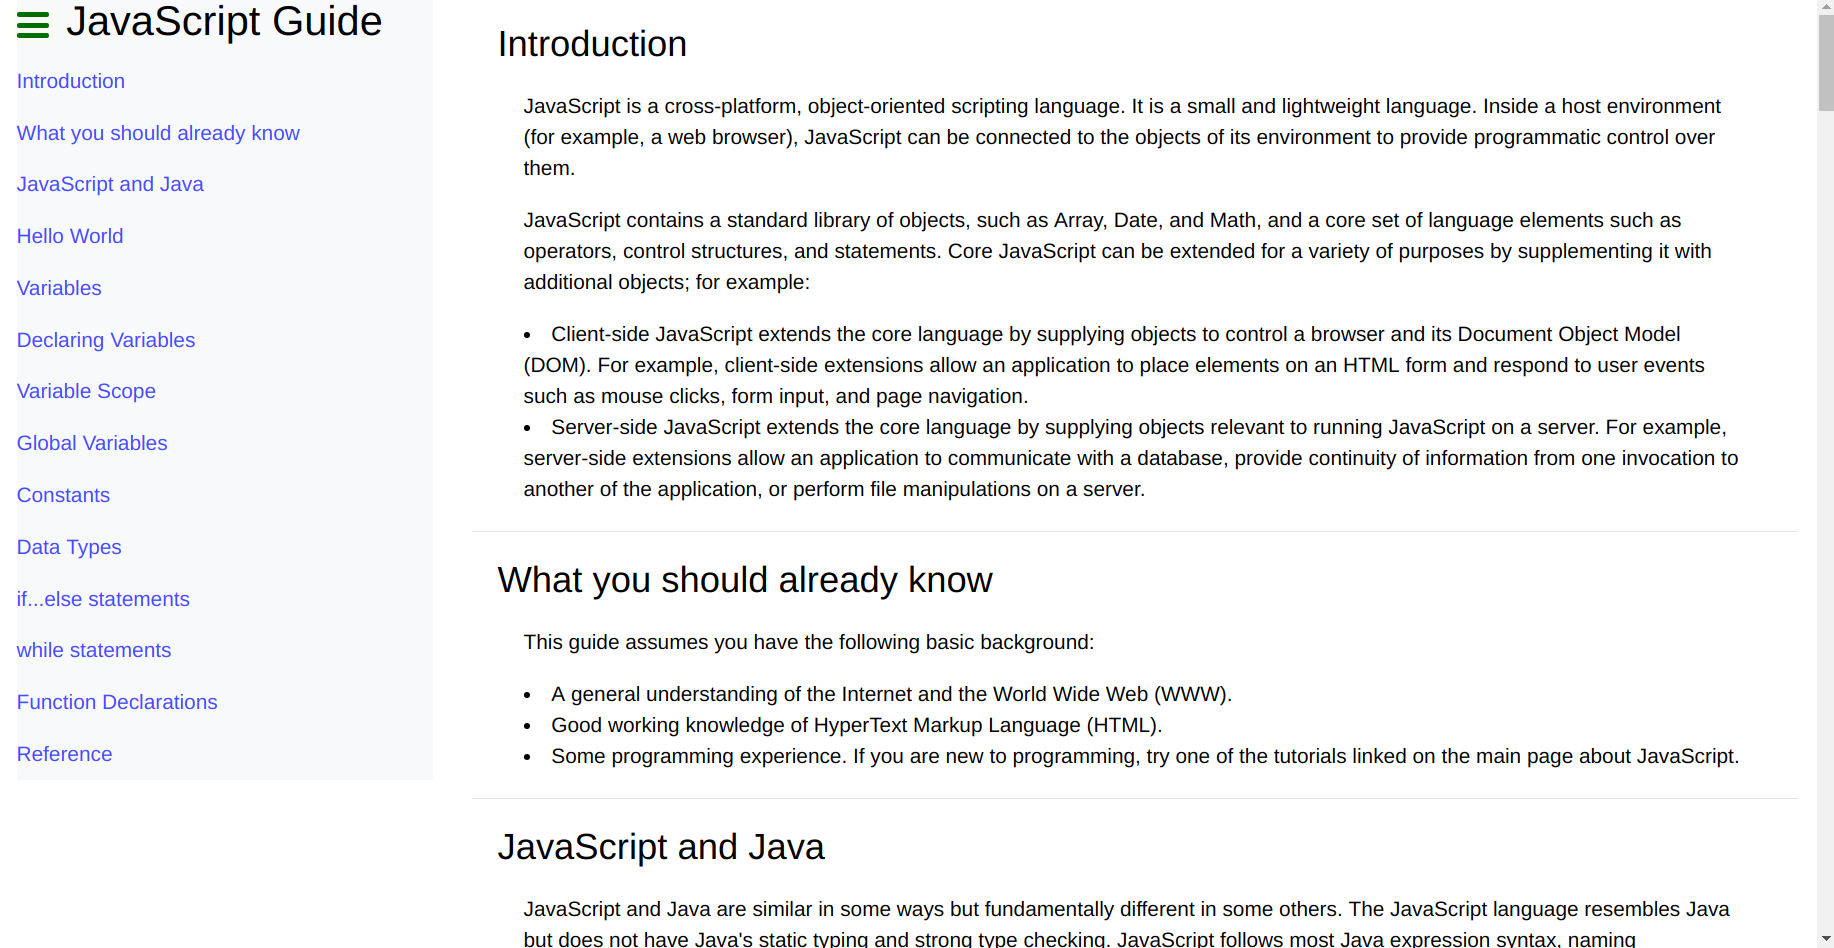 JavaScript Guide
Introduction
What you should already know
JavaScript and Java
Hello World
Variables
Declaring Variables
Variable Scope
Global Variables
Constants
Data Types
if...else statements
while statements
Function Declarations
Reference
Introduction
JavaScript is a cross-platform, object-oriented scripting language. It is a small and lightweight language. Inside a host environment
(for example, a web browser), JavaScript can be connected to the objects of its environment to provide programmatic control over
them.
JavaScript contains a standard library of objects, such as Array, Date, and Math, and a core set of language elements such as
operators, control structures, and statements. Core JavaScript can be extended for a variety of purposes by supplementing it with
additional objects; for example:
• Client-side JavaScript extends the core language by supplying objects to control a browser and its Document Object Model
(DOM). For example, client-side extensions allow an application to place elements on an HTML form and respond to user events
such as mouse clicks, form input, and page navigation.
• Server-side JavaScript extends the core language by supplying objects relevant to running JavaScript on a server. For example,
server-side extensions allow an application to communicate with a database, provide continuity of information from one invocation to
another of the application, or perform file manipulations on a server.
What you should already know
This guide assumes you have the following basic background:
• A general understanding of the Internet and the World Wide Web (WWW).
• Good working knowledge of HyperText Markup Language (HTML).
• Some programming experience. If you are new to programming, try one of the tutorials linked on the main page about JavaScript.
JavaScript and Java
JavaScript and Java are similar in some ways but fundamentally different in some others. The JavaScript language resembles Java
but does not have Java's static typing and strong type checking. JavaScript follows most Java expression syntax, naming